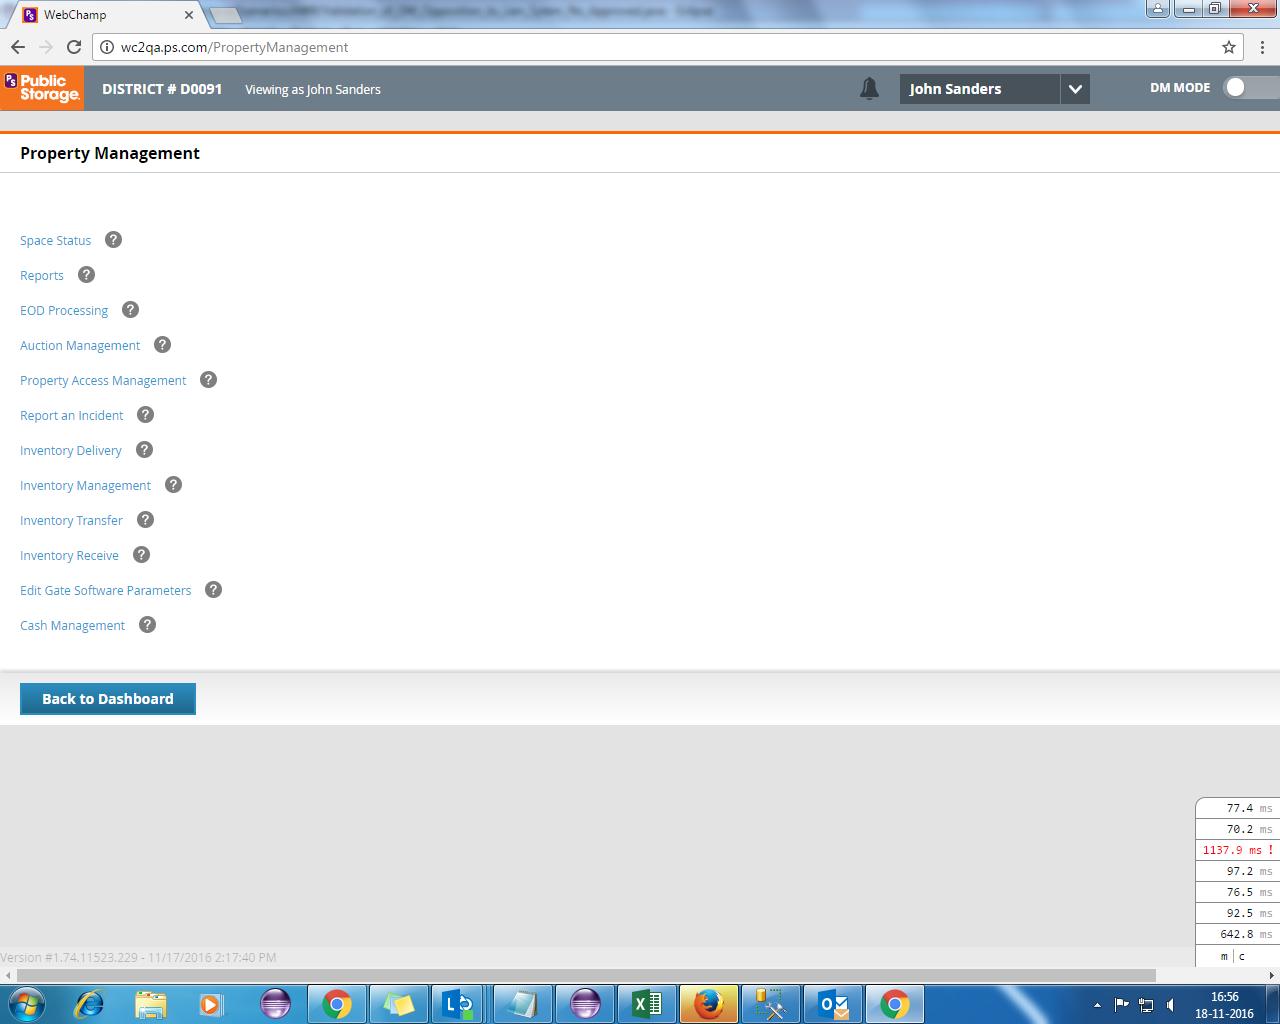 WebChamp
wc2qa.ps.com/PropertyManagement
PS Public Storage.
DISTRICT # D0091
Viewing as John Sanders
John Sanders
DM MODE
Property Management
Space Status ?
Reports ?
EOD Processing ?
Auction Management ?
Property Access Management ?
Report an Incident ?
Inventory Delivery ?
Inventory Management ?
Inventory Transfer ?
Inventory Receive ?
Edit Gate Software Parameters ?
Cash Management ?
Back to Dashboard
77.4 ms
70.2 ms
1137.9 ms !
97.2 ms
76.5 ms
92.5 ms
642.8 ms
m | c
Version #1.74.11523.229 - 11/17/2016 2:17:40 PM
16:56
18-11-2016